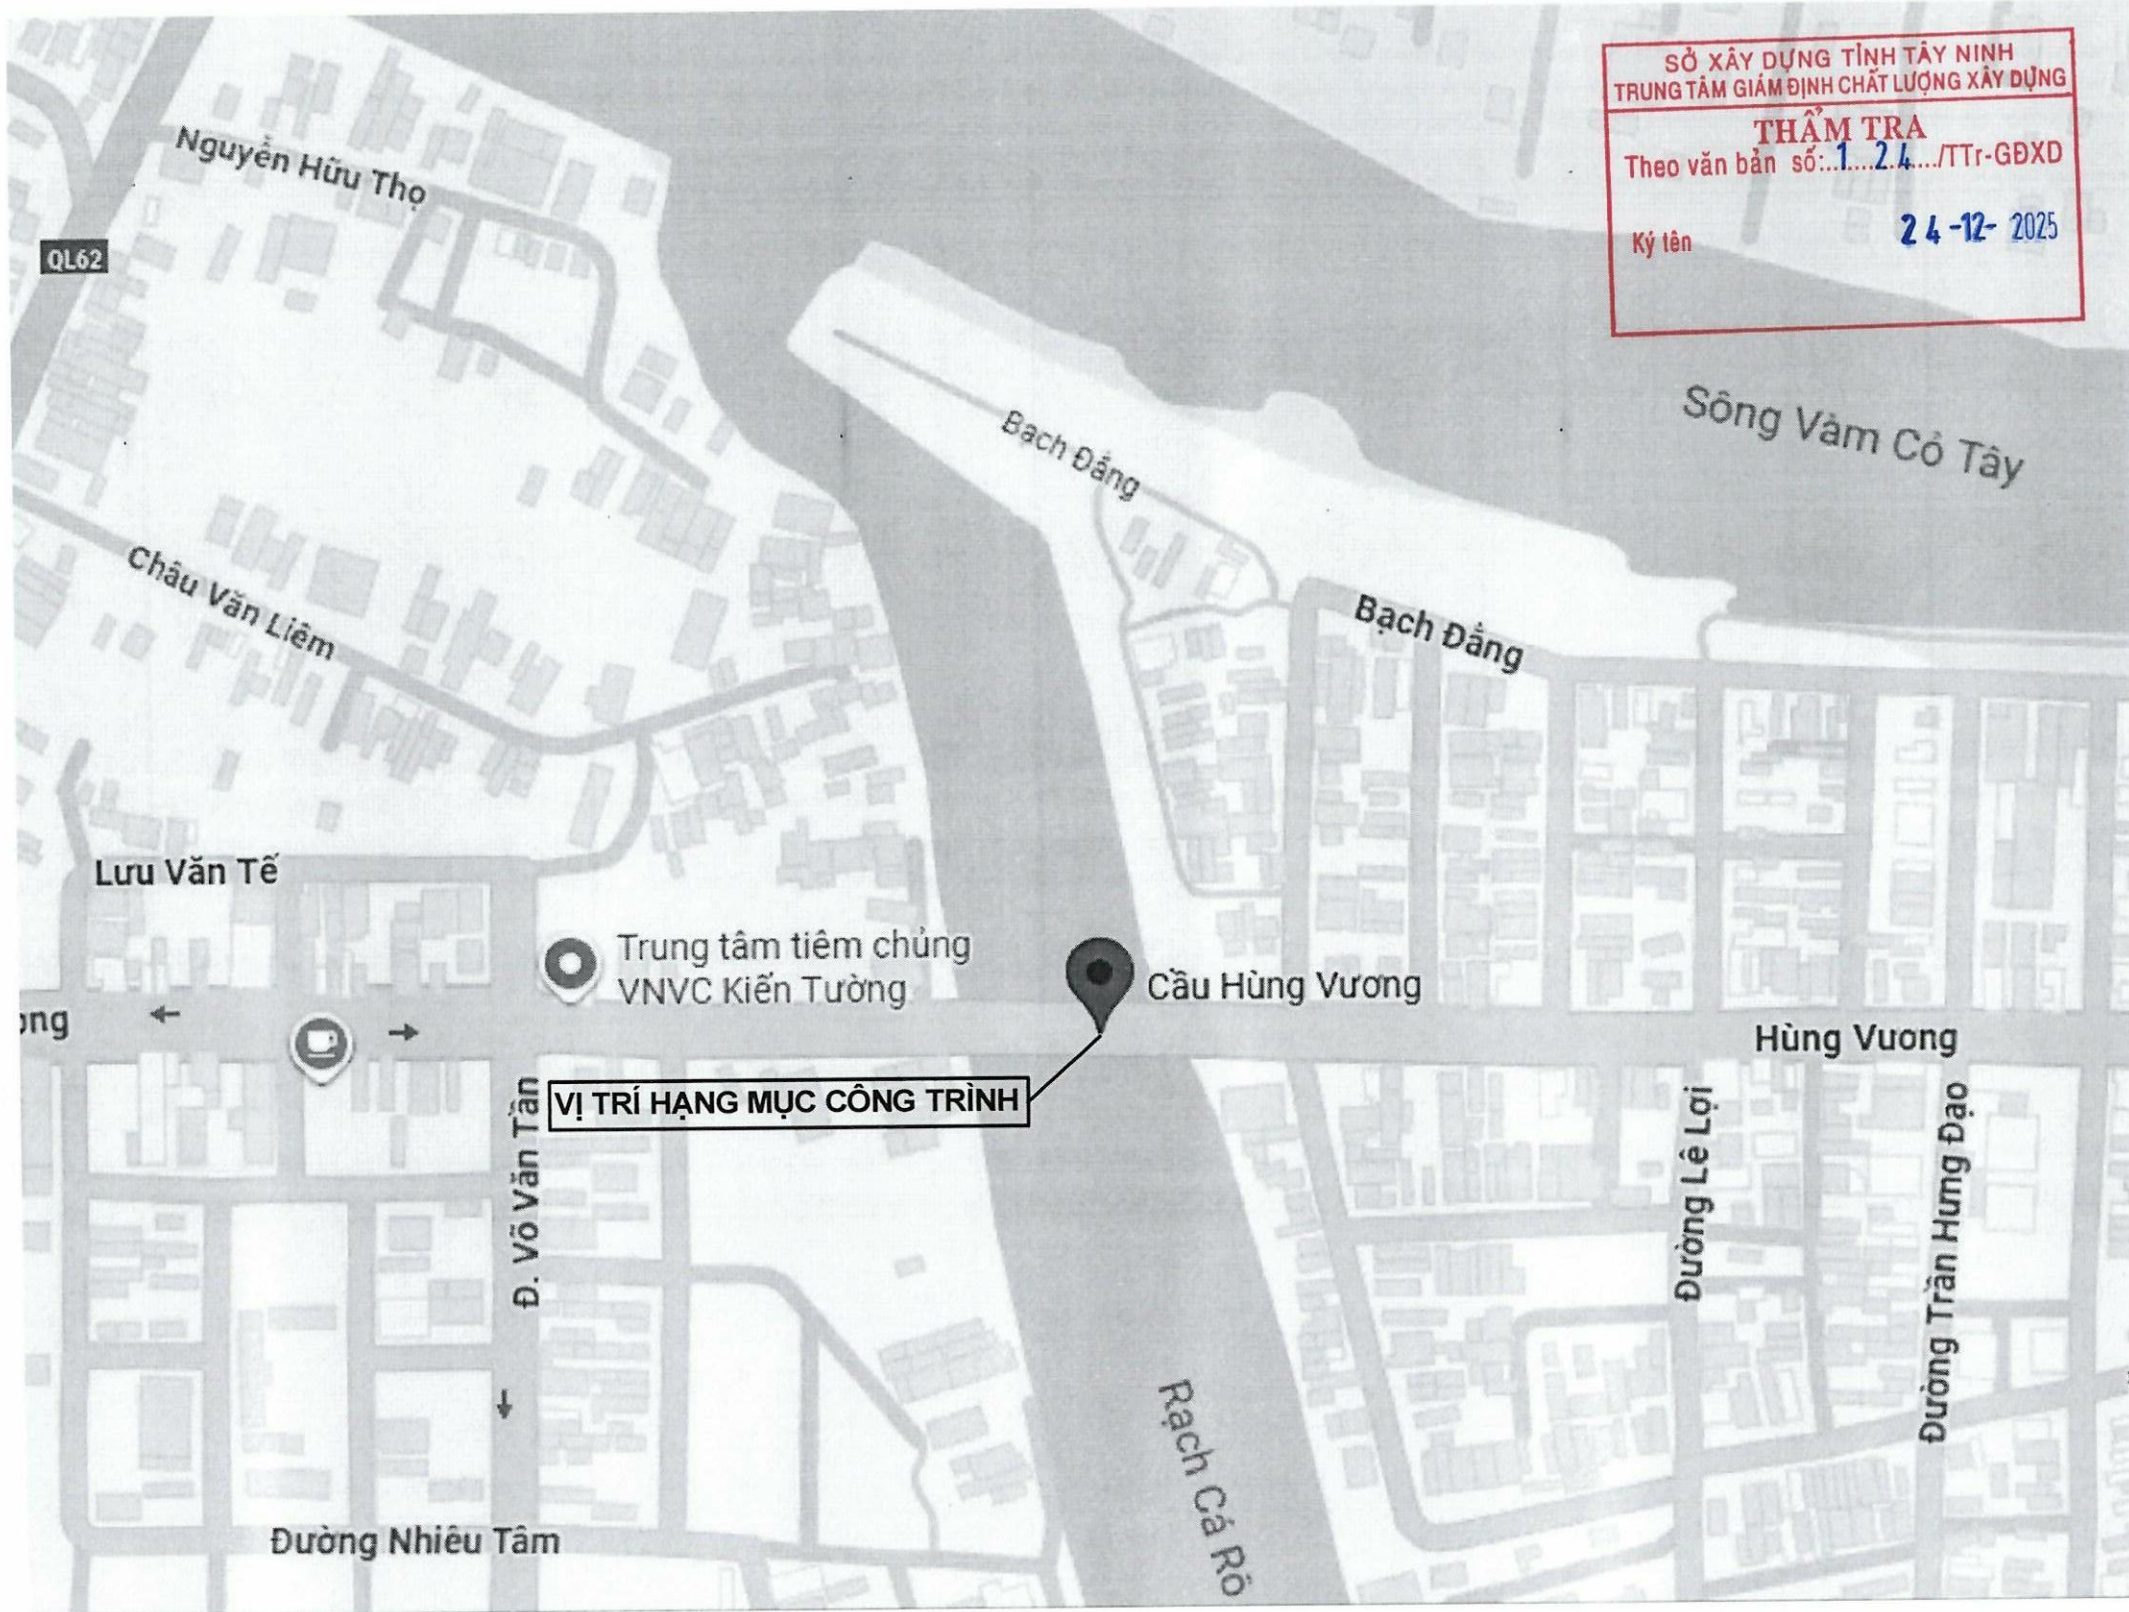 SỞ XÂY DỰNG TỈNH TÂY NINH
TRUNG TÂM GIÁM ĐỊNH CHẤT LƯỢNG XÂY DỰNG
THẨM TRA
Theo văn bản số:..1....2.4..../TTr-GĐXD
24-12- 2025
Ký tên
Nguyễn Hữu Thọ
QL62
Sông Vàm Cỏ Tây
Bạch Đằng
Bạch Đằng
Châu Văn Liêm
Lưu Văn Tế
Trung tâm tiêm chủng
VNVC Kiến Tường
Cầu Hùng Vương
ơng
Hùng Vương
VỊ TRÍ HẠNG MỤC CÔNG TRÌNH
Đ. Võ Văn Tần
Đường Lê Lợi
Đường Trần Hưng Đạo
Rạch Cá Rô
Đường Nhiêu Tâm